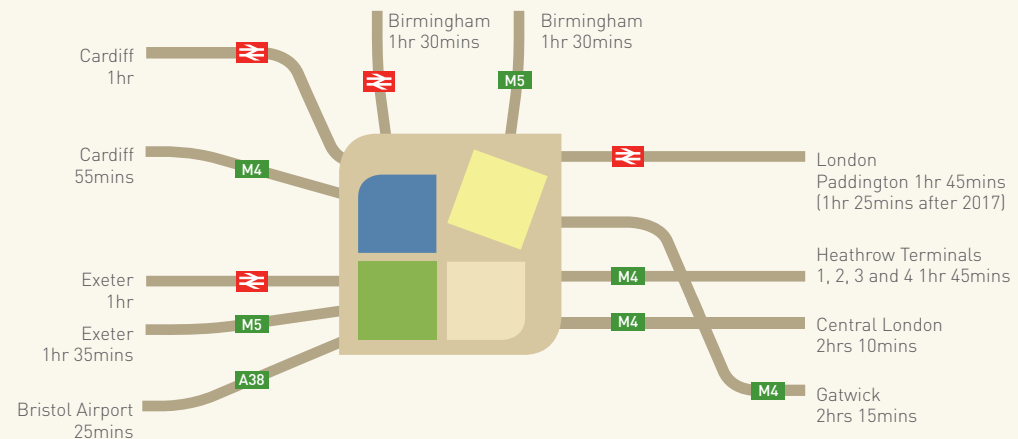 Birmingham
1hr 30mins
Birmingham
1hr 30mins
Cardiff
1hr
M5
Cardiff
55mins
M4
London
Paddington 1hr 45mins
(1hr 25mins after 2017)
Heathrow Terminals
1, 2, 3 and 4 1hr 45mins
M4
Exeter
1hr
M5
Exeter
1hr 35mins
M4
Central London
2hrs 10mins
A38
Bristol Airport
25mins
M4
Gatwick
2hrs 15mins